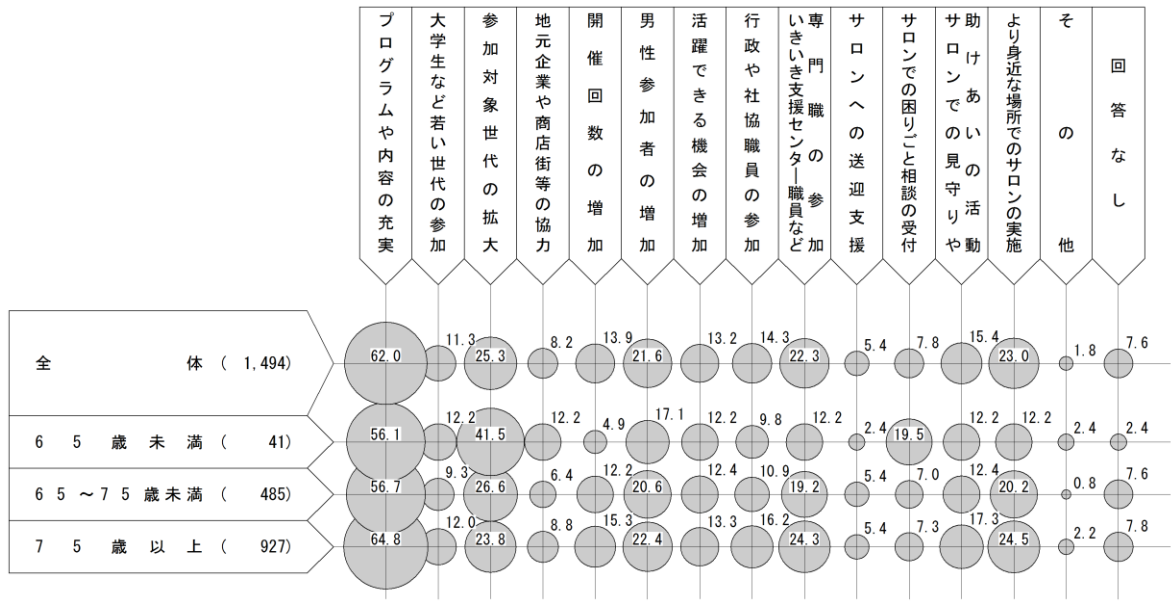 プログラムや内容の充実
大学生など若い世代の参加
参加対象世代の拡大
地元企業や商店街等の協力
開催回数の増加
男性参加者の増加
活躍できる機会の増加
行政や社協職員の参加
専門職の参加
いきいき支援センター職員など
サロンへの送迎支援
サロンでの困りごと相談の受付
助けあいの活動
サロンでの見守りや
より身近な場所でのサロンの実施
その他
回答なし
全体 ( 1,494) 62.0 11.3 25.3 8.2 13.9 21.6 13.2 14.3 22.3 5.4 7.8 15.4 23.0 1.8 7.6
65歳未満 ( 41) 56.1 12.2 41.5 12.2 4.9 17.1 12.2 9.8 12.2 2.4 19.5 12.2 12.2 2.4 2.4
65～75歳未満 ( 485) 56.7 9.3 26.6 6.4 12.2 20.6 12.4 10.9 19.2 5.4 7.0 12.4 20.2 0.8 7.6
75歳以上 ( 927) 64.8 12.0 23.8 8.8 15.3 22.4 13.3 16.2 24.3 5.4 7.3 17.3 24.5 2.2 7.8